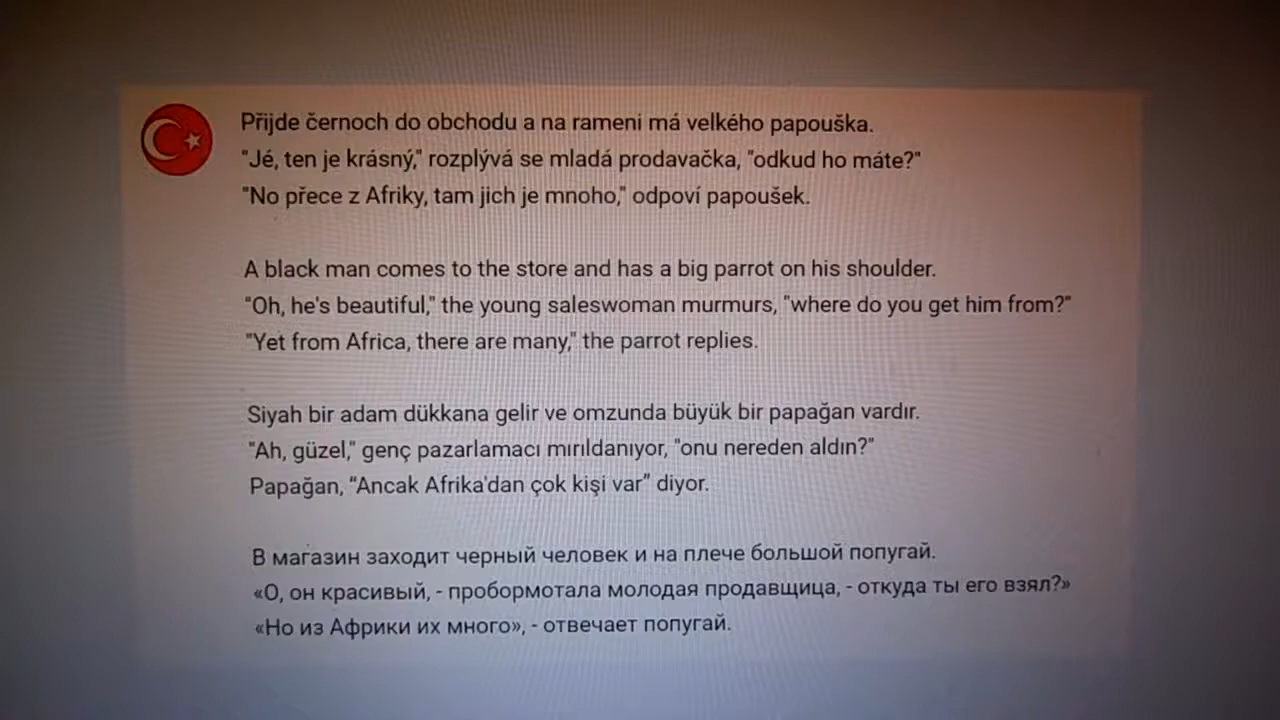 Přijde černoch do obchodu a na rameni má velkého papouška.
"Jé, ten je krásný," rozplývá se mladá prodavačka, "odkud ho máte?"
"No přece z Afriky, tam jich je mnoho," odpoví papoušek.
A black man comes to the store and has a big parrot on his shoulder.
"Oh, he's beautiful," the young saleswoman murmurs, "where do you get him from?"
"Yet from Africa, there are many," the parrot replies.
Siyah bir adam dükkana gelir ve omzunda büyük bir papağan vardır.
"Ah, güzel," genç pazarlamacı mırıldanıyor, "onu nereden aldın?"
Papağan, “Ancak Afrika'dan çok kişi var” diyor.
В магазин заходит черный человек и на плече большой попугай.
«О, он красивый, - пробормотала молодая продавщица, - откуда ты его взял?»
«Но из Африки их много», - отвечает попугай.